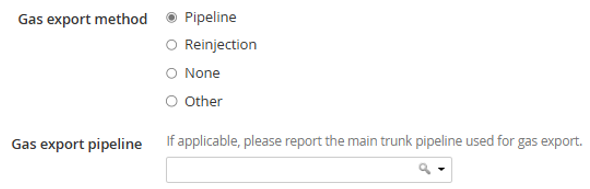 Gas export method Pipeline
Reinjection
None
Other
Gas export pipeline If applicable, please report the main trunk pipeline used for gas export.